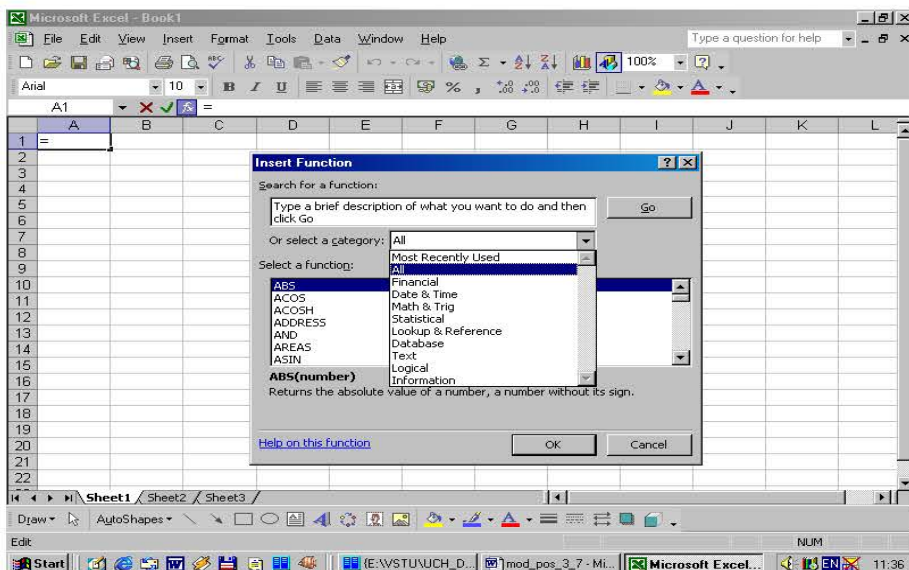 Microsoft Excel - Book1
File Edit View Insert Format Tools Data Window Help
Type a question for help
100%
Arial
10
B I U
A1
=
A B C D E F G H I J K L
1 =
2
3
4
5
6
7
8
9
10
11
12
13
14
15
16
17
18
19
20
21
22
Insert Function
Search for a function:
Type a brief description of what you want to do and then
click Go
Go
Or select a category: All
Most Recently Used
All
Financial
Date & Time
Math & Trig
Statistical
Lookup & Reference
Database
Text
Logical
Information
Select a function:
ABS
ACOS
ACOSH
ADDRESS
AND
AREAS
ASIN
ABS(number)
Returns the absolute value of a number, a number without its sign.
Help on this function
OK
Cancel
Sheet1 Sheet2 Sheet3
Draw AutoShapes
Edit
NUM
Start
{E:\VSTU\UCH_D...
mod_pos_3_7 - Mi...
Microsoft Excel...
EN
11:36